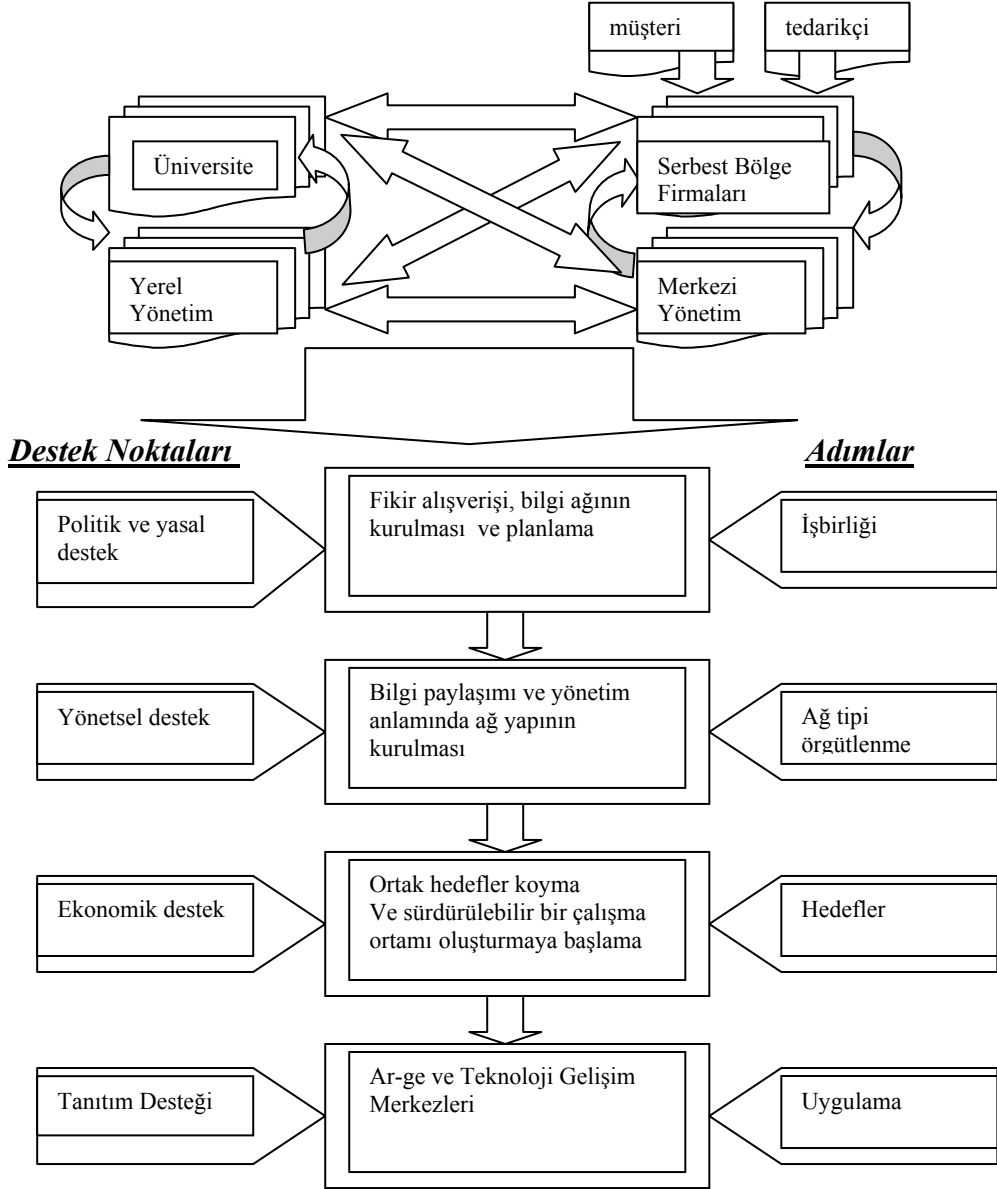 müşteri
tedarikçi
Üniversite
Serbest Bölge
Firmaları
Yerel
Yönetim
Merkezi
Yönetim
Destek Noktaları
Adımlar
Politik ve yasal
destek
Fikir alışverişi, bilgi ağının
kurulması ve planlama
İşbirliği
Yönetsel destek
Bilgi paylaşımı ve yönetim
anlamında ağ yapının
kurulması
Ağ tipi
örgütlenme
Ekonomik destek
Ortak hedefler koyma
Ve sürdürülebilir bir çalışma
ortamı oluşturmaya başlama
Hedefler
Tanıtım Desteği
Ar-ge ve Teknoloji Gelişim
Merkezleri
Uygulama